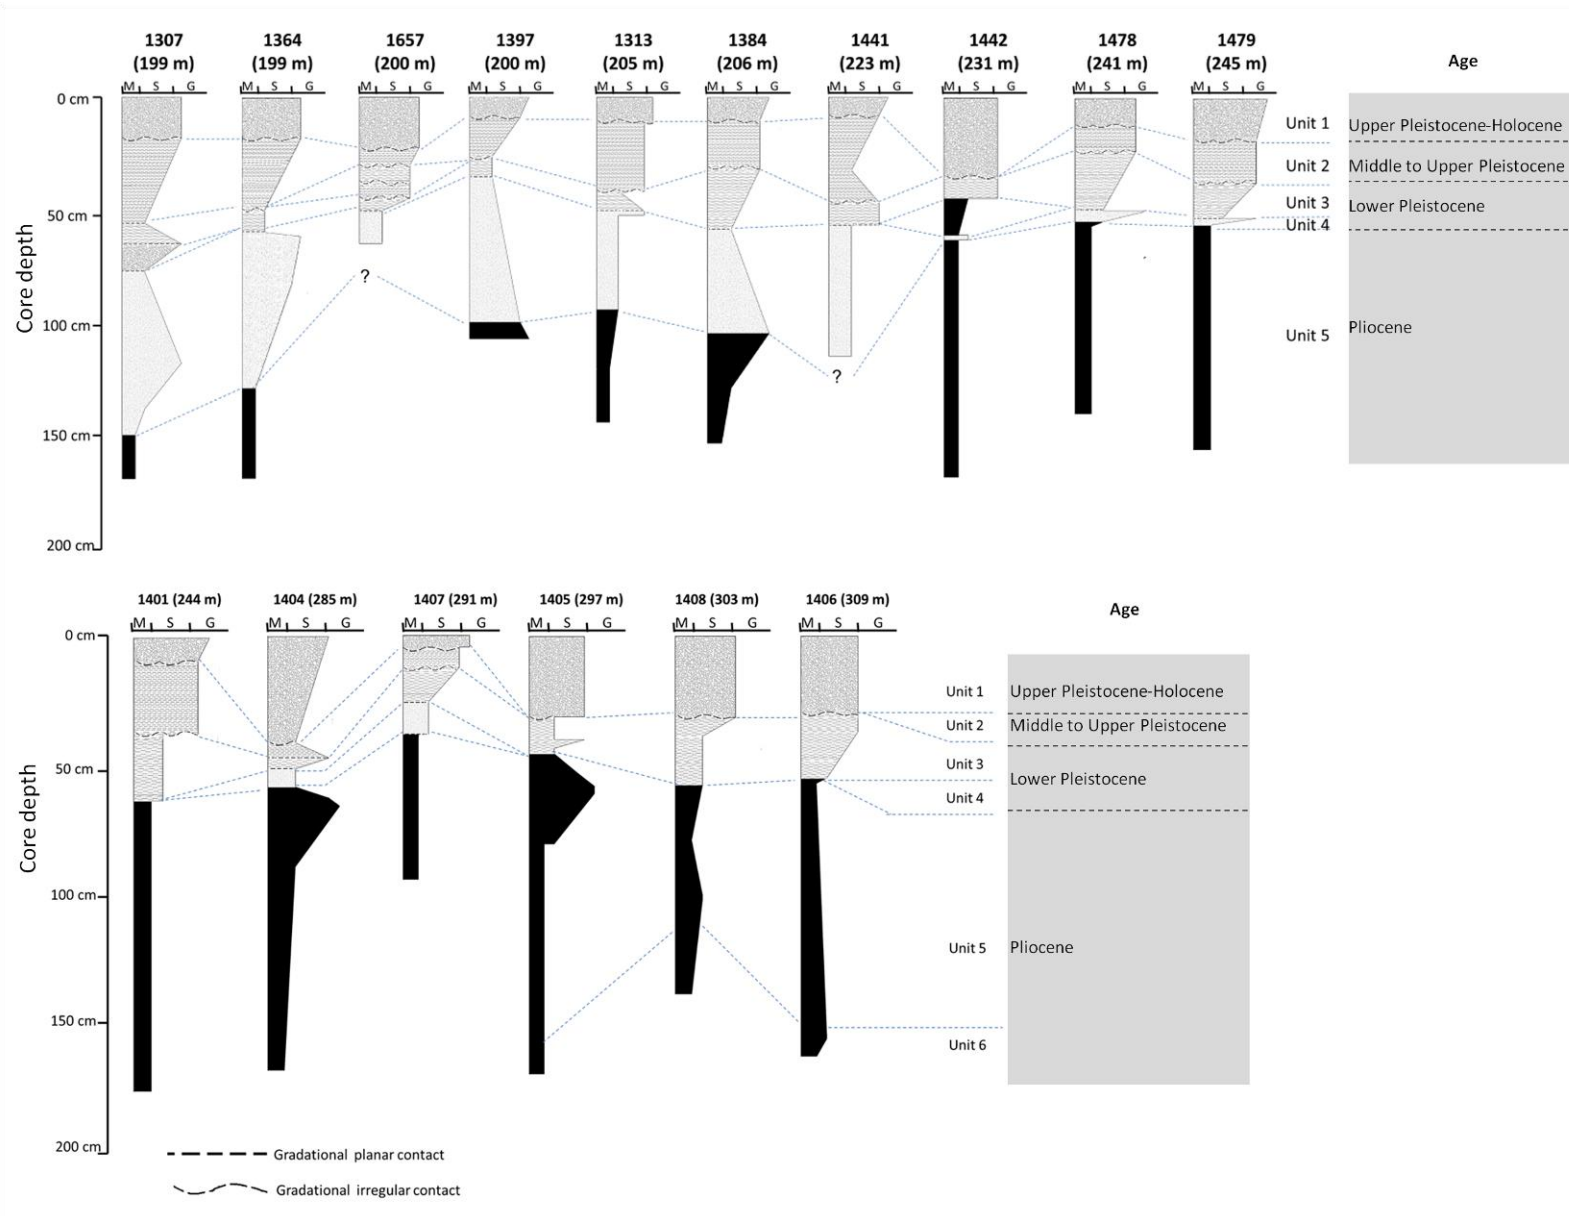 1307 1364 1657 1397 1313 1384 1441 1442 1478 1479
(199 m) (199 m) (200 m) (200 m) (205 m) (206 m) (223 m) (231 m) (241 m) (245 m) Age
M S G M S G M S G M S G M S G M S G M S G M S G M S G M S G
0 cm
Unit 1 Upper Pleistocene-Holocene
Unit 2 Middle to Upper Pleistocene
Unit 3 Lower Pleistocene
50 cm Unit 4
?
100 cm Unit 5 Pliocene
?
150 cm
200 cm
Core depth
1401 (244 m) 1404 (285 m) 1407 (291 m) 1405 (297 m) 1408 (303 m) 1406 (309 m) Age
M S G M S G M S G M S G M S G M S G
0 cm
Unit 1 Upper Pleistocene-Holocene
Unit 2 Middle to Upper Pleistocene
50 cm Unit 3
Lower Pleistocene
Unit 4
100 cm
Unit 5 Pliocene
150 cm
Unit 6
200 cm
Core depth
Gradational planar contact
Gradational irregular contact